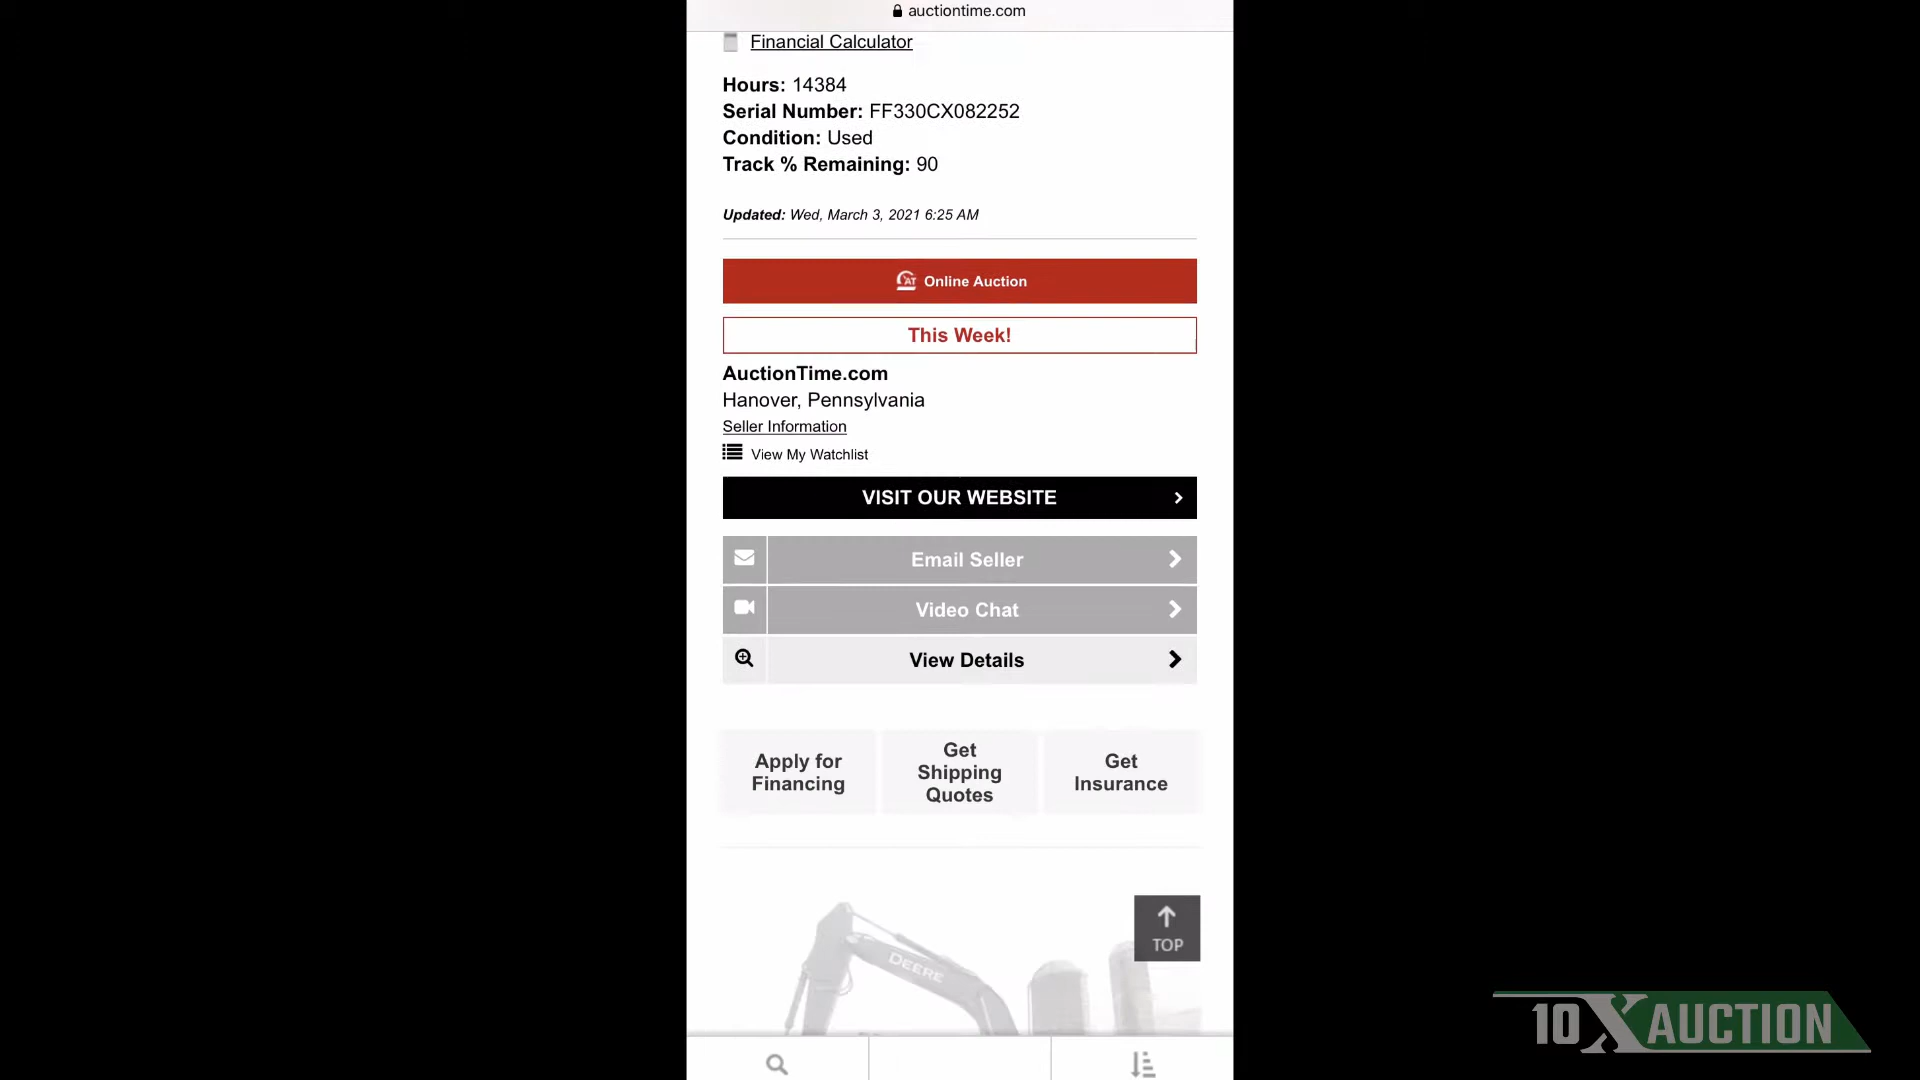 auctiontime.com
Financial Calculator
Hours: 14384
Serial Number: FF330CX082252
Condition: Used
Track % Remaining: 90
Updated: Wed, March 3, 2021 6:25 AM
Online Auction
This Week!
AuctionTime.com
Hanover, Pennsylvania
Seller Information
View My Watchlist
VISIT OUR WEBSITE
Email Seller
Video Chat
View Details
Apply for
Financing
Get
Shipping
Quotes
Get
Insurance
TOP
DEERE
10XAUCTION